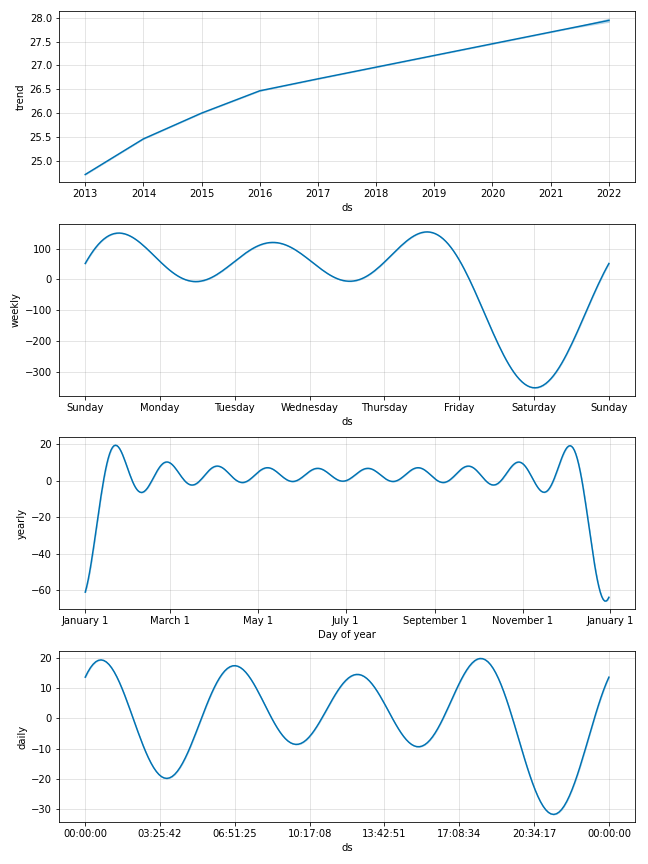 28.0
27.5
27.0
26.5
26.0
25.5
25.0
trend
2013 2014 2015 2016 2017 2018 2019 2020 2021 2022
ds
100
0
−100
−200
−300
weekly
Sunday Monday Tuesday Wednesday Thursday Friday Saturday Sunday
ds
20
0
−20
−40
−60
yearly
January 1 March 1 May 1 July 1 September 1 November 1 January 1
Day of year
20
10
0
−10
−20
−30
daily
00:00:00 03:25:42 06:51:25 10:17:08 13:42:51 17:08:34 20:34:17 00:00:00
ds